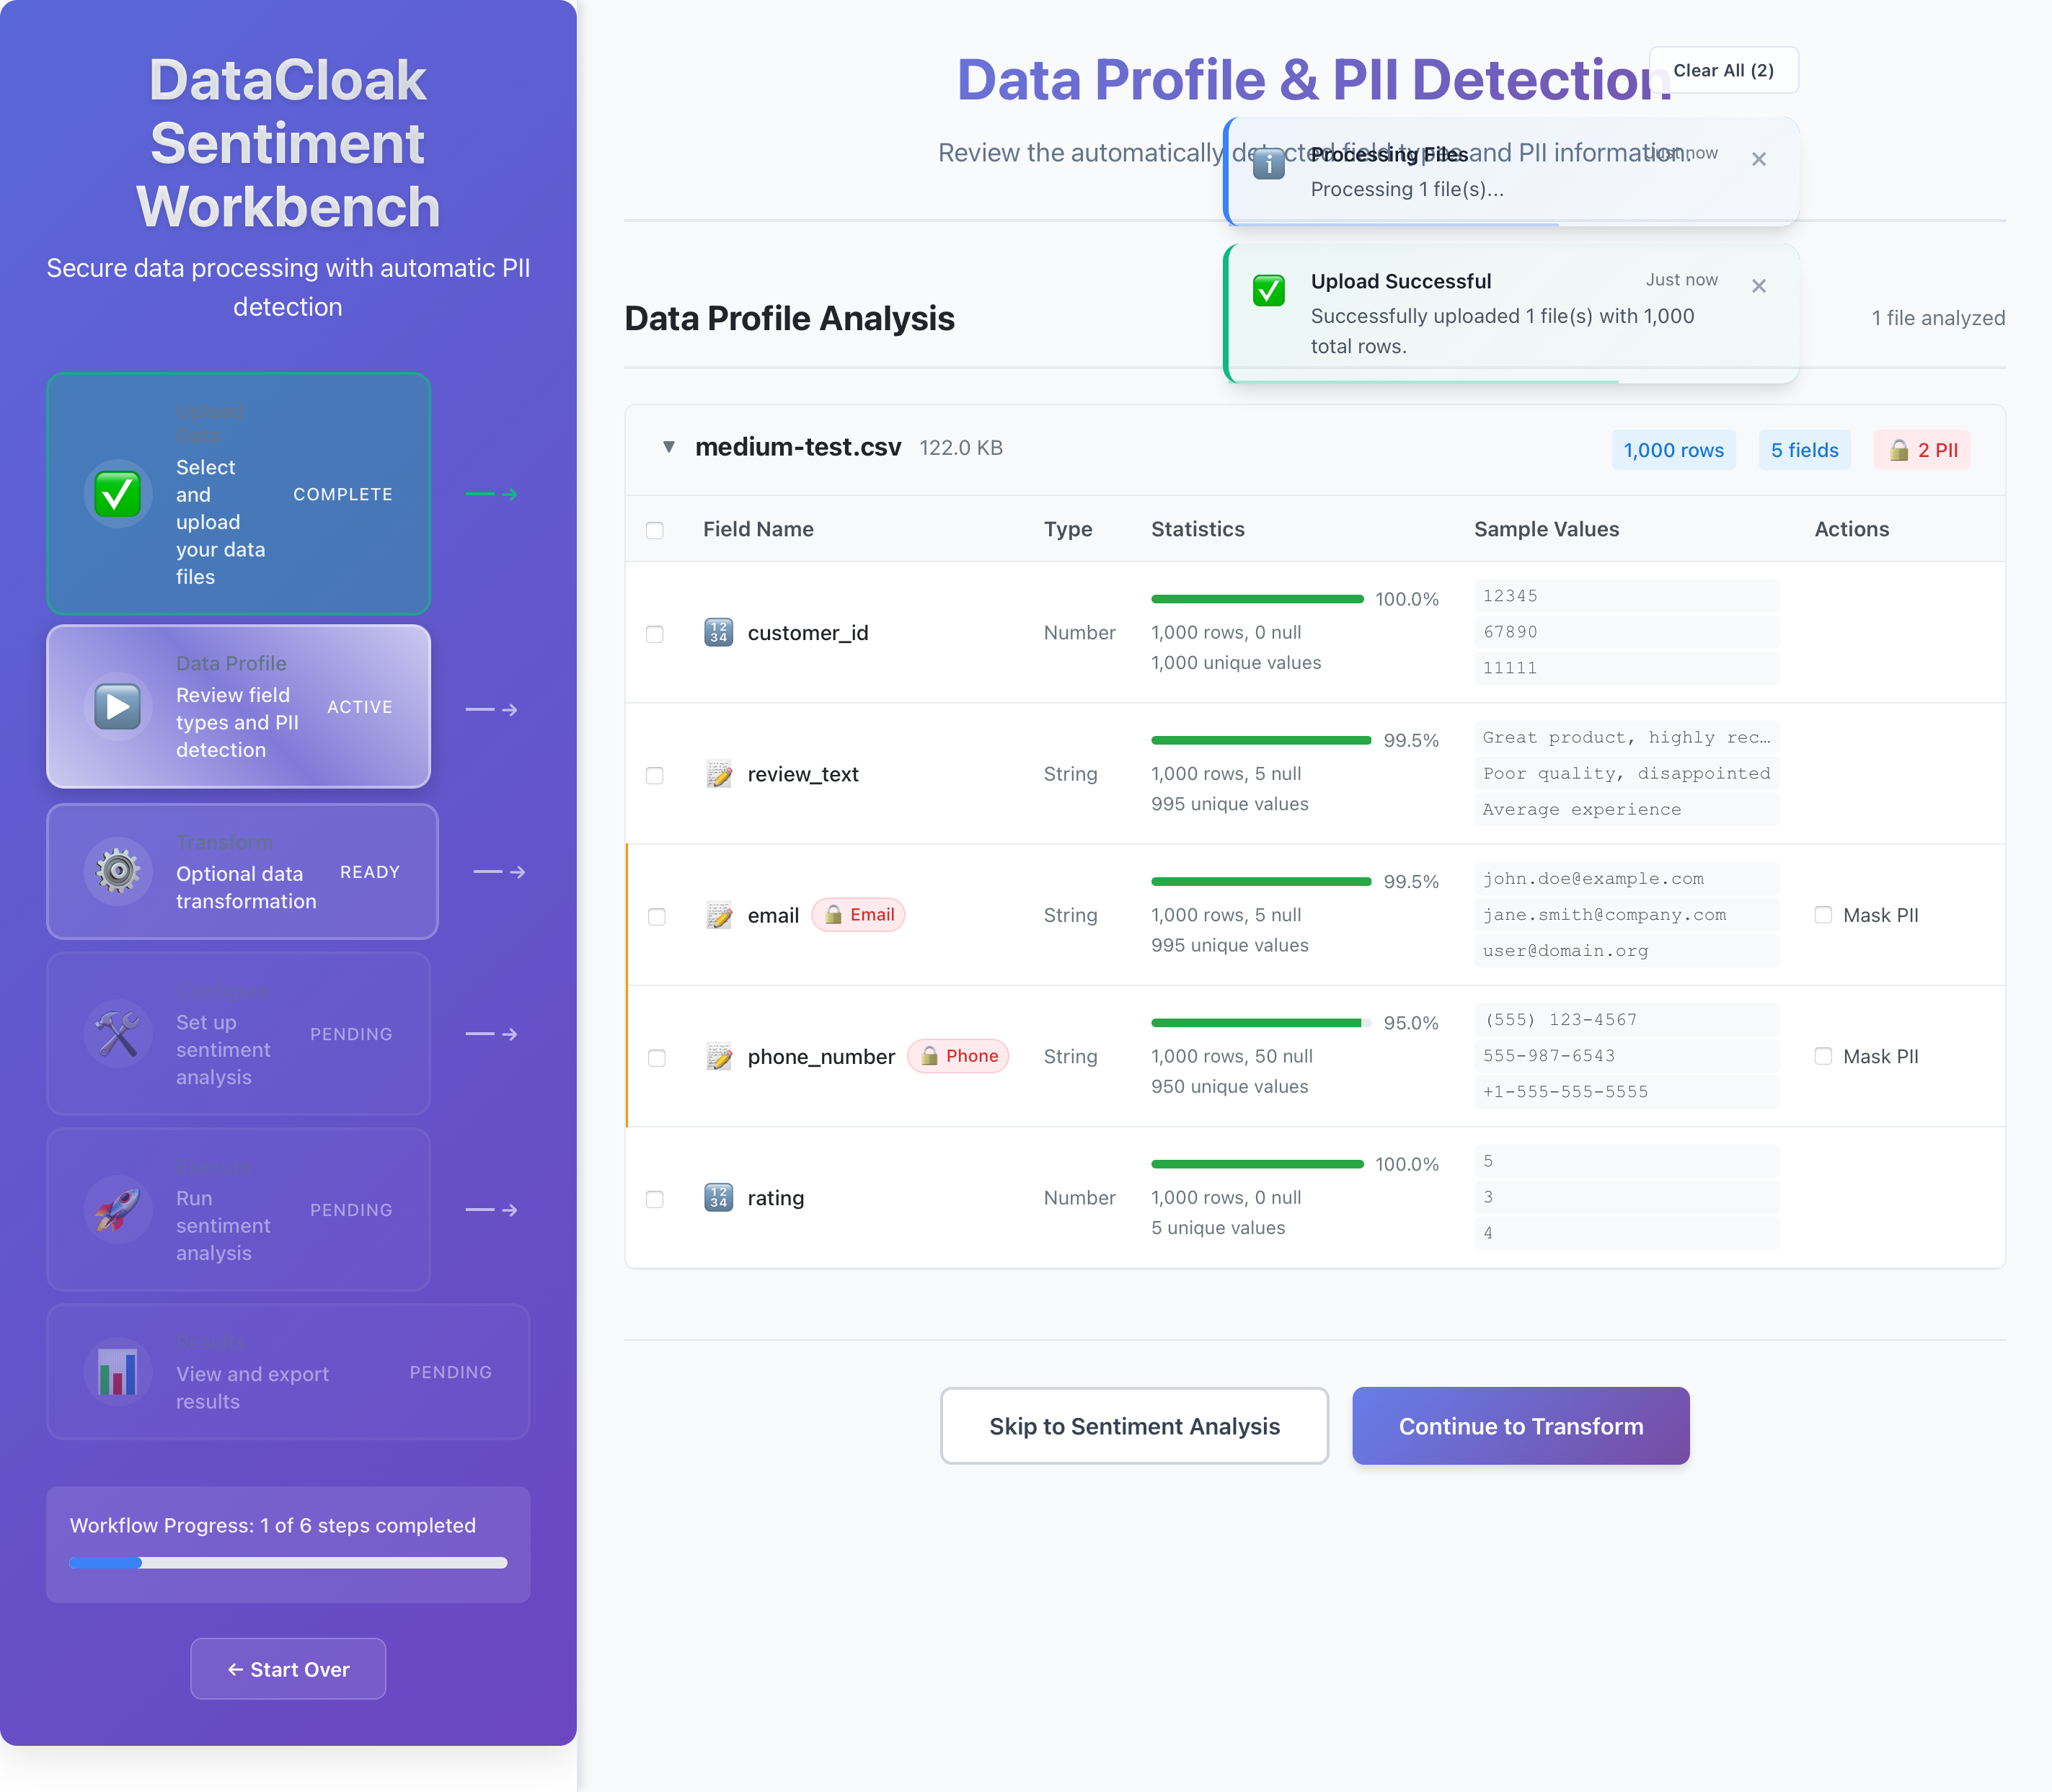 DataCloak
Sentiment
Workbench
Secure data processing with automatic PII
detection
Upload
Data
Select
and
upload
your data
files
COMPLETE
Data Profile
Review field
types and PII
detection
ACTIVE
Transform
Optional data
transformation
READY
Configure
Set up
sentiment
analysis
PENDING
Execute
Run
sentiment
analysis
PENDING
Results
View and export
results
PENDING
Workflow Progress: 1 of 6 steps completed
← Start Over
Data Profile & PII Detection
Review the automatically detected field types and PII information.
Clear All (2)
Processing Files
Just now
Processing 1 file(s)...
Upload Successful
Just now
Successfully uploaded 1 file(s) with 1,000
total rows.
Data Profile Analysis
1 file analyzed
▼ medium-test.csv 122.0 KB
1,000 rows
5 fields
2 PII
Field Name Type Statistics Sample Values Actions
customer_id
Number
100.0%
1,000 rows, 0 null
1,000 unique values
12345
67890
11111
review_text
String
99.5%
1,000 rows, 5 null
995 unique values
Great product, highly rec…
Poor quality, disappointed
Average experience
email
Email
String
99.5%
1,000 rows, 5 null
995 unique values
john.doe@example.com
jane.smith@company.com
user@domain.org
Mask PII
phone_number
Phone
String
95.0%
1,000 rows, 50 null
950 unique values
(555) 123-4567
555-987-6543
+1-555-555-5555
Mask PII
rating
Number
100.0%
1,000 rows, 0 null
5 unique values
5
3
4
Skip to Sentiment Analysis
Continue to Transform